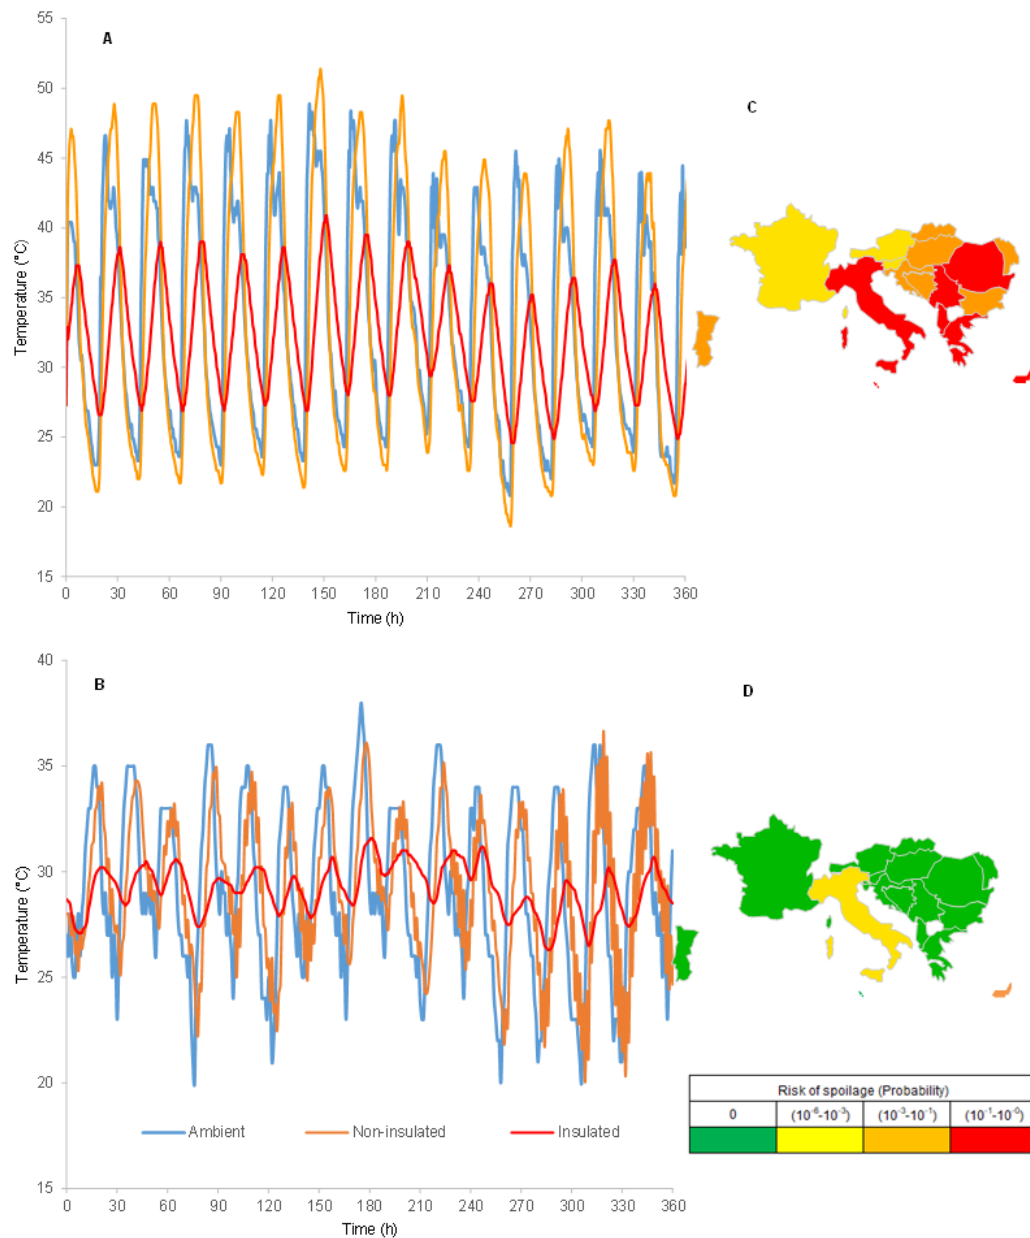 A
55
50
45
40
35
30
25
20
15
Temperature (°C)
0 30 60 90 120 150 180 210 240 270 300 330 360
Time (h)
C
B
40
35
30
25
20
15
Temperature (°C)
Ambient Non-insulated Insulated
0 30 60 90 120 150 180 210 240 270 300 330 360
Time (h)
D
Risk of spoilage (Probability)
0 (10⁻⁶-10⁻³) (10⁻³-10⁻¹) (10⁻¹-10⁻⁰)